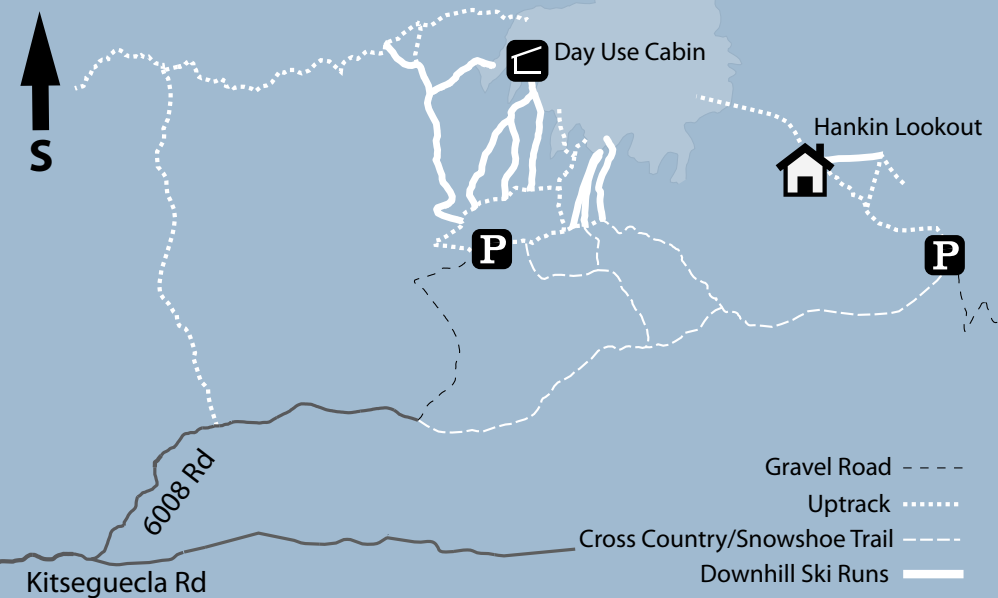 Day Use Cabin
Hankin Lookout
S
P
P
6008 Rd
Gravel Road
Uptrack
Cross Country/Snowshoe Trail
Downhill Ski Runs
Kitseguecla Rd